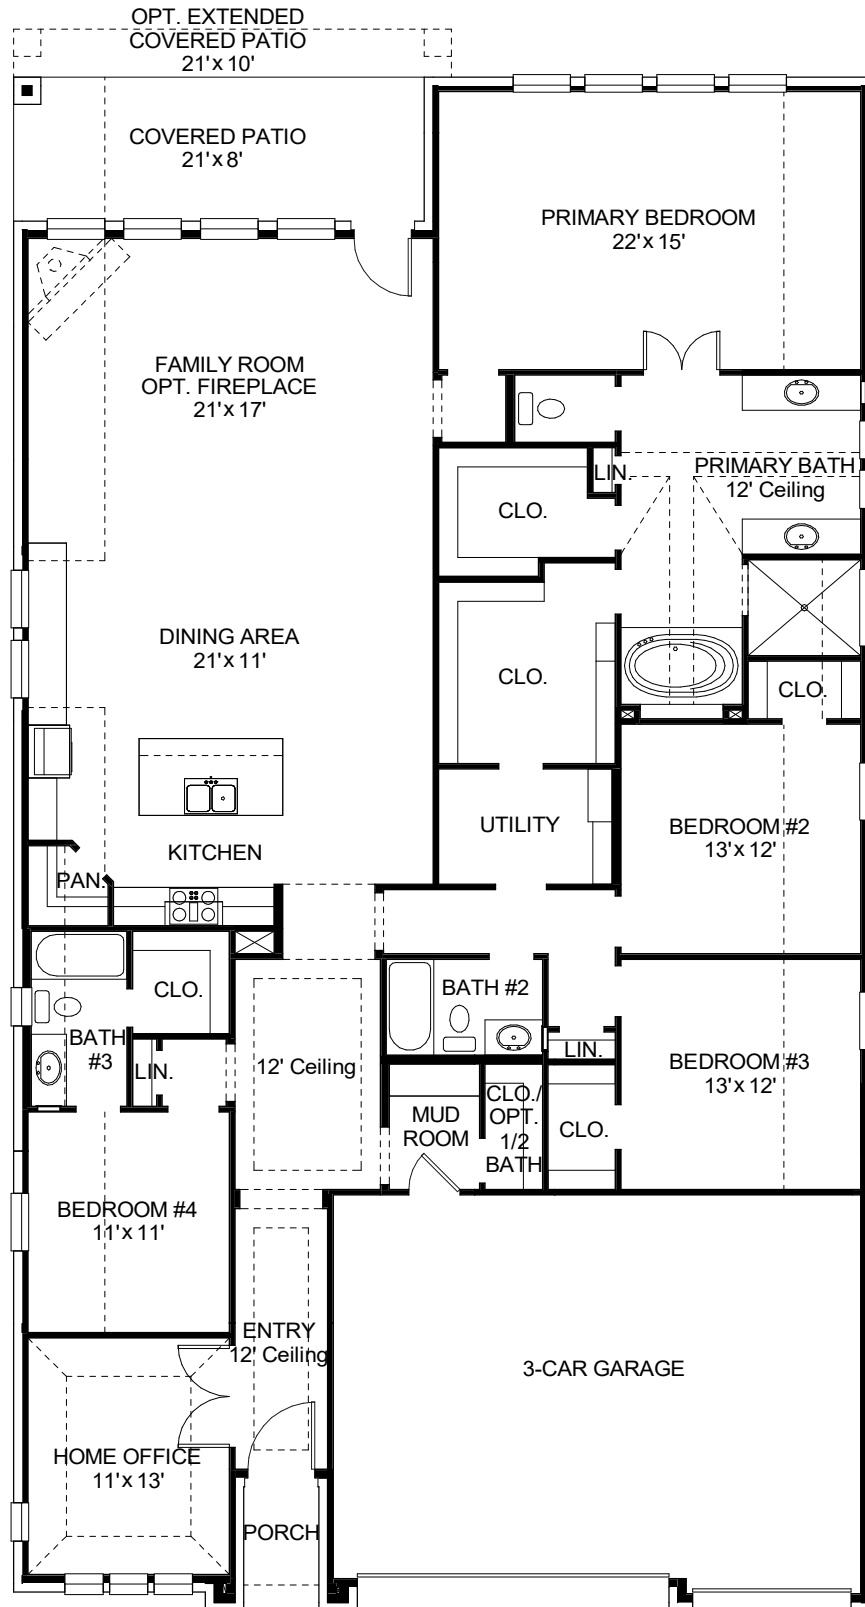 OPT. EXTENDED
COVERED PATIO
21' x 10'
COVERED PATIO
21' x 8'
PRIMARY BEDROOM
22' x 15'
FAMILY ROOM
OPT. FIREPLACE
21' x 17'
LIN.
PRIMARY BATH
12' Ceiling
CLO.
DINING AREA
21' x 11'
CLO.
CLO.
UTILITY
BEDROOM #2
13' x 12'
KITCHEN
PAN.
CLO.
BATH #2
BATH
#3
LIN.
12' Ceiling
LIN.
BEDROOM #3
13' x 12'
MUD
ROOM
CLO./
OPT.
1/2
BATH
CLO.
BEDROOM #4
11' x 11'
ENTRY
12' Ceiling
3-CAR GARAGE
HOME OFFICE
11' x 13'
PORCH